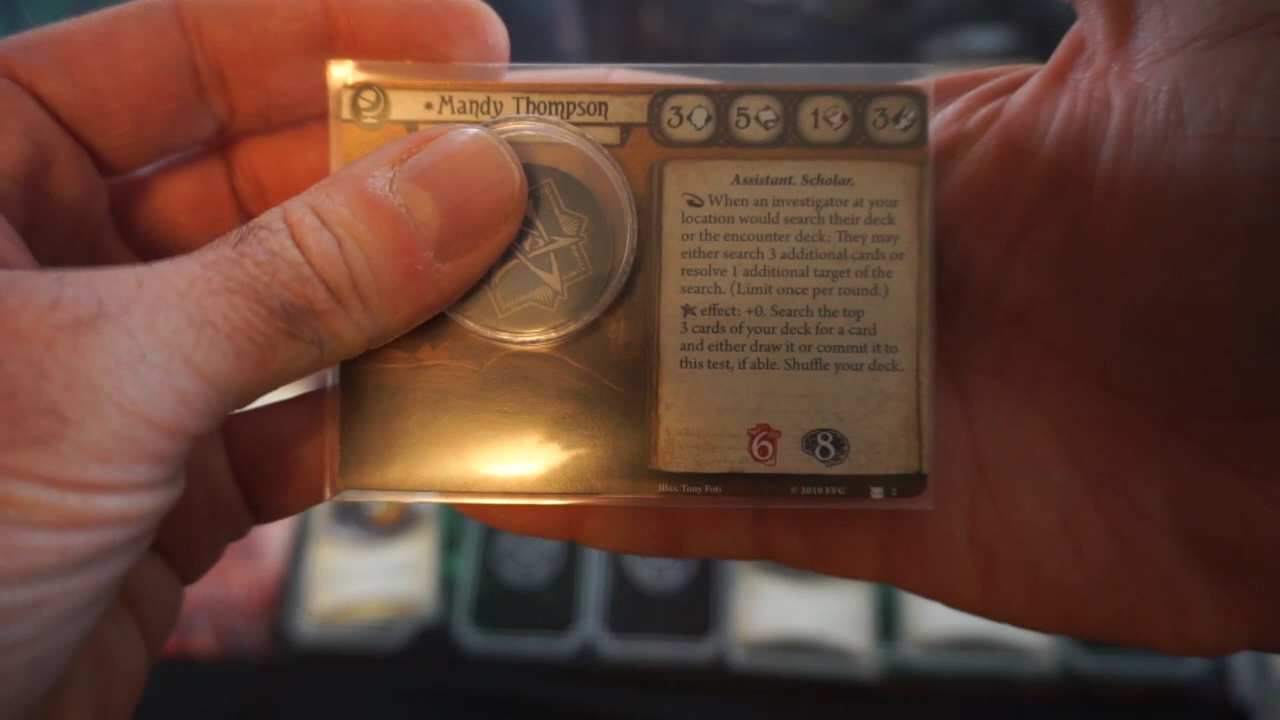 Mandy Thompson
3 5 1 3
Assistant. Scholar.
When an investigator at your
location would search their deck
or the encounter deck: They may
either search 3 additional cards or
resolve 1 additional target of the
search. (Limit once per round.)
effect: +0. Search the top
3 cards of your deck for a card
and either draw it or commit it to
this test, if able. Shuffle your deck.
6 8
Illus. Tony Foti © 2019 FFG 2